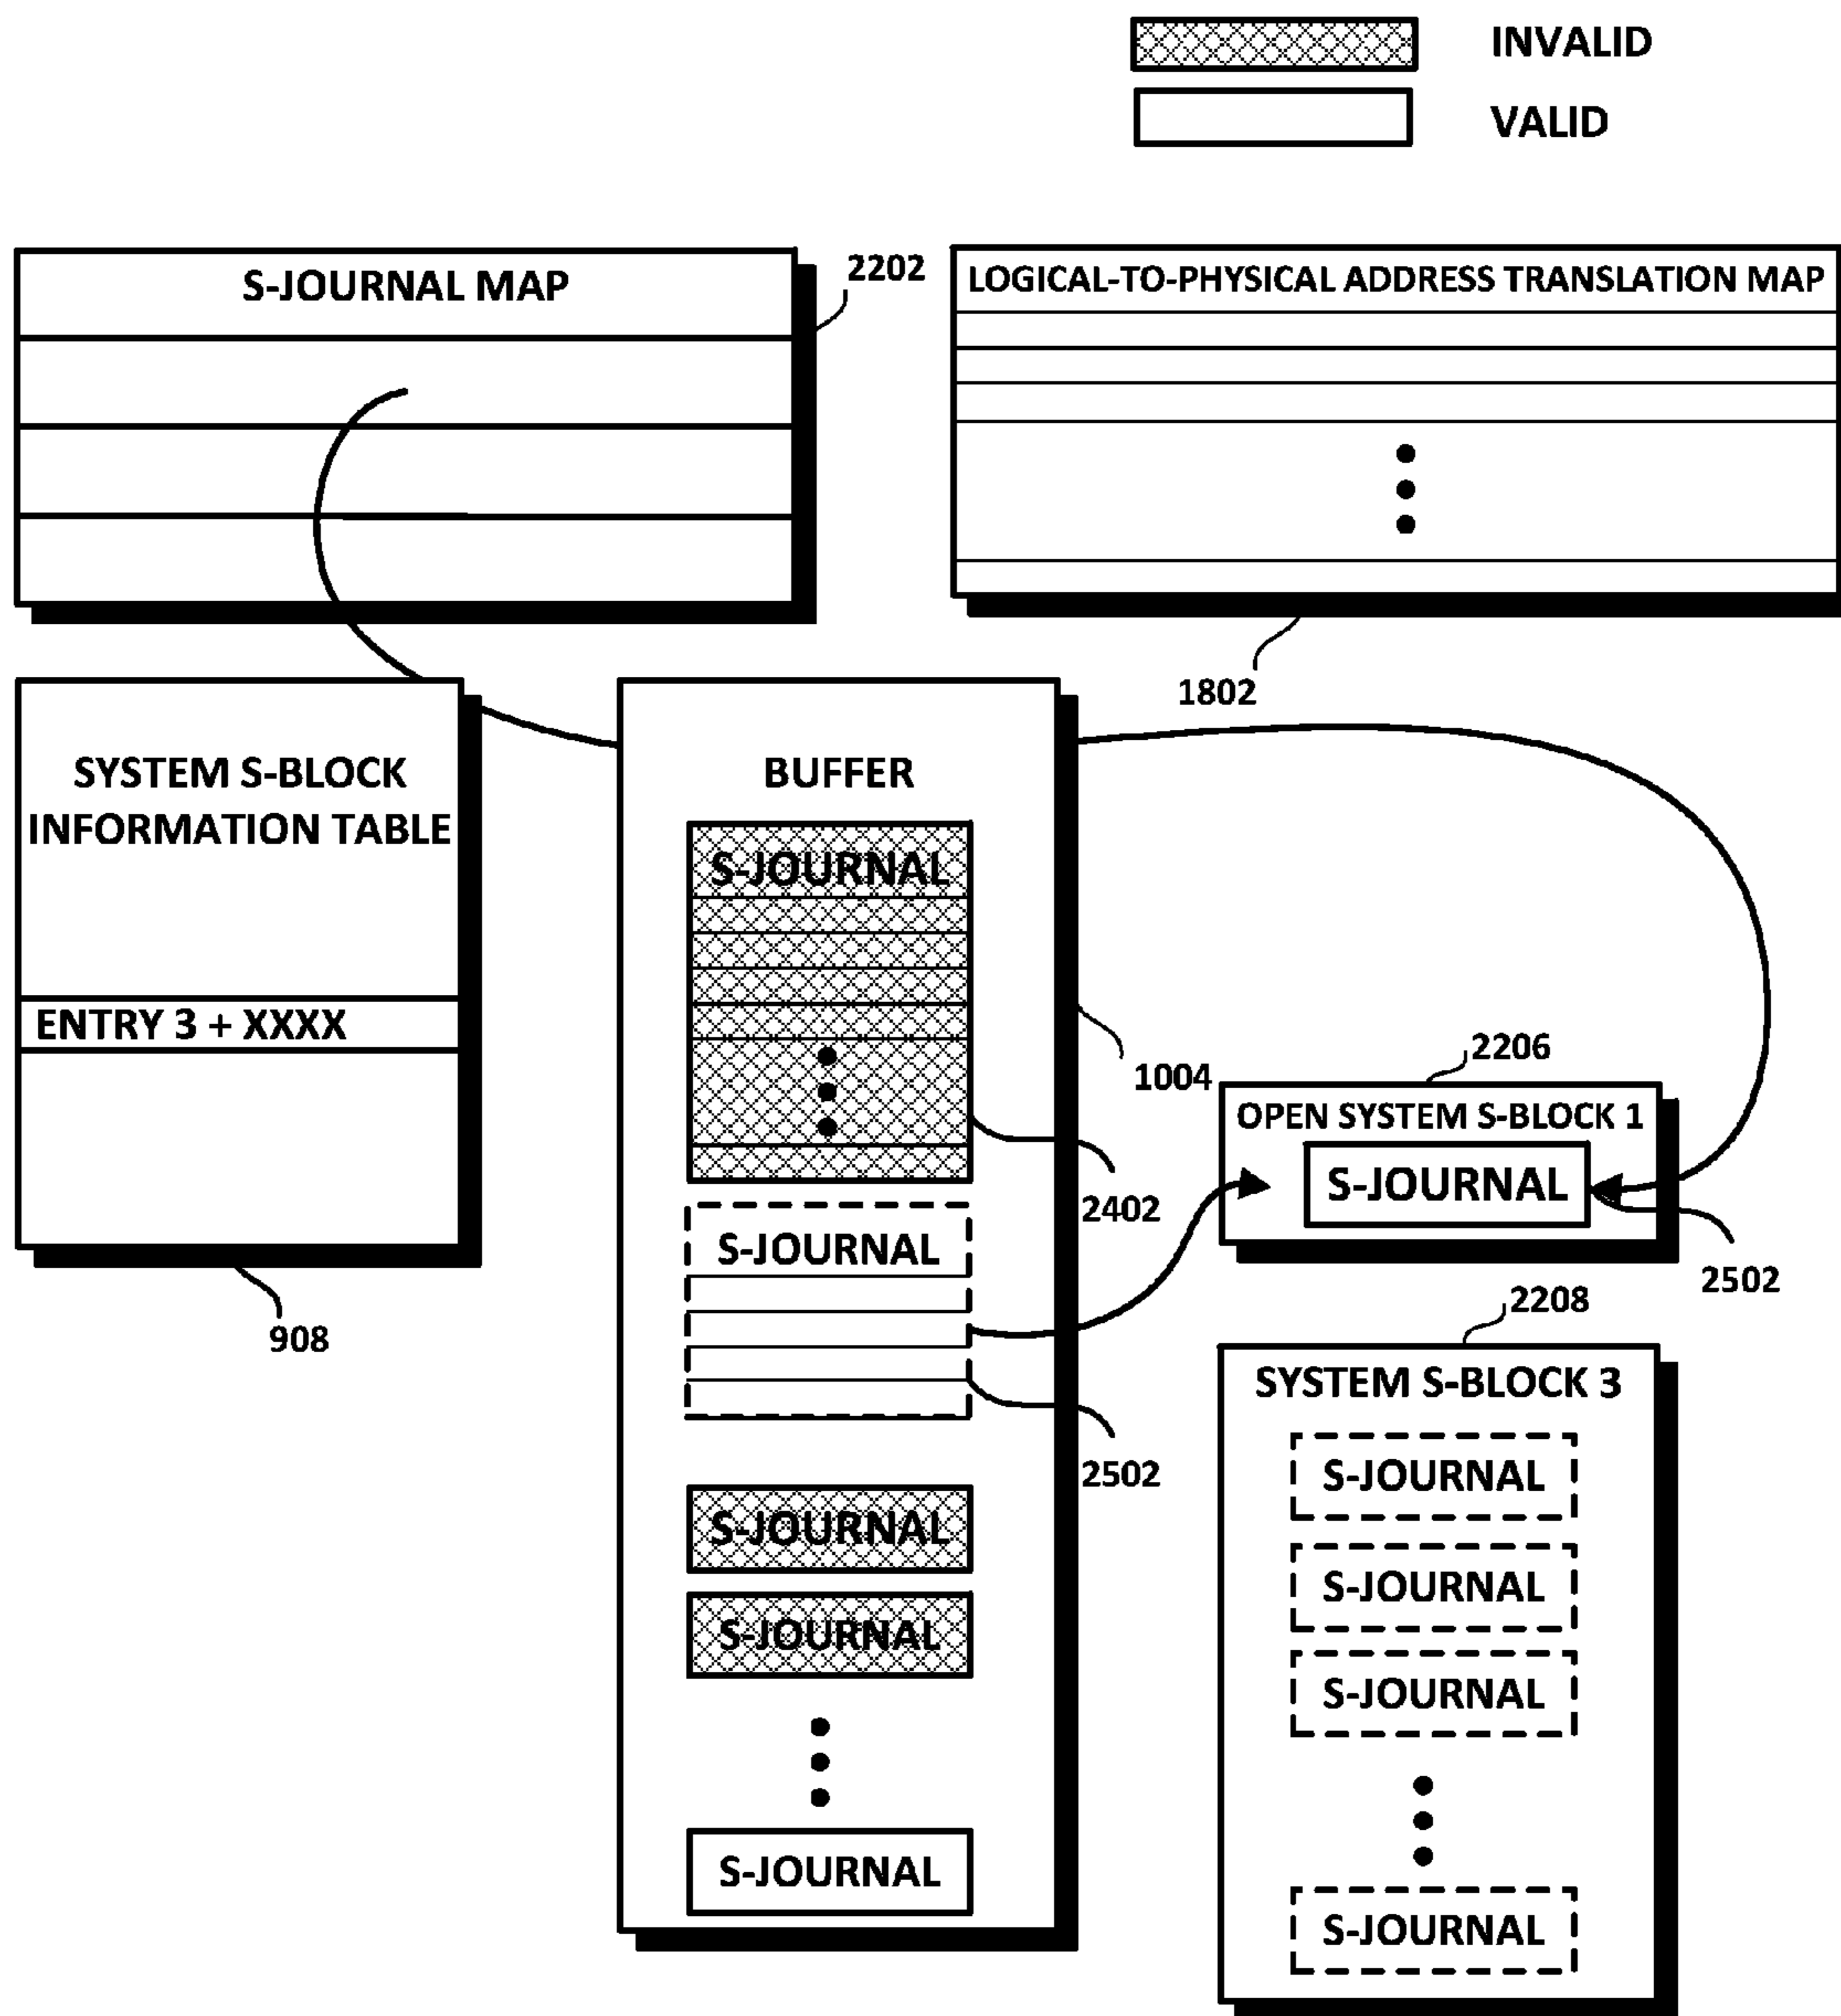 INVALID
VALID
S-JOURNAL MAP
2202
LOGICAL-TO-PHYSICAL ADDRESS TRANSLATION MAP
1802
SYSTEM S-BLOCK
INFORMATION TABLE
ENTRY 3 + XXXX
908
BUFFER
S-JOURNAL
1004
2402
S-JOURNAL
2502
S-JOURNAL
S-JOURNAL
S-JOURNAL
2206
OPEN SYSTEM S-BLOCK 1
S-JOURNAL
2502
2208
SYSTEM S-BLOCK 3
S-JOURNAL
S-JOURNAL
S-JOURNAL
S-JOURNAL